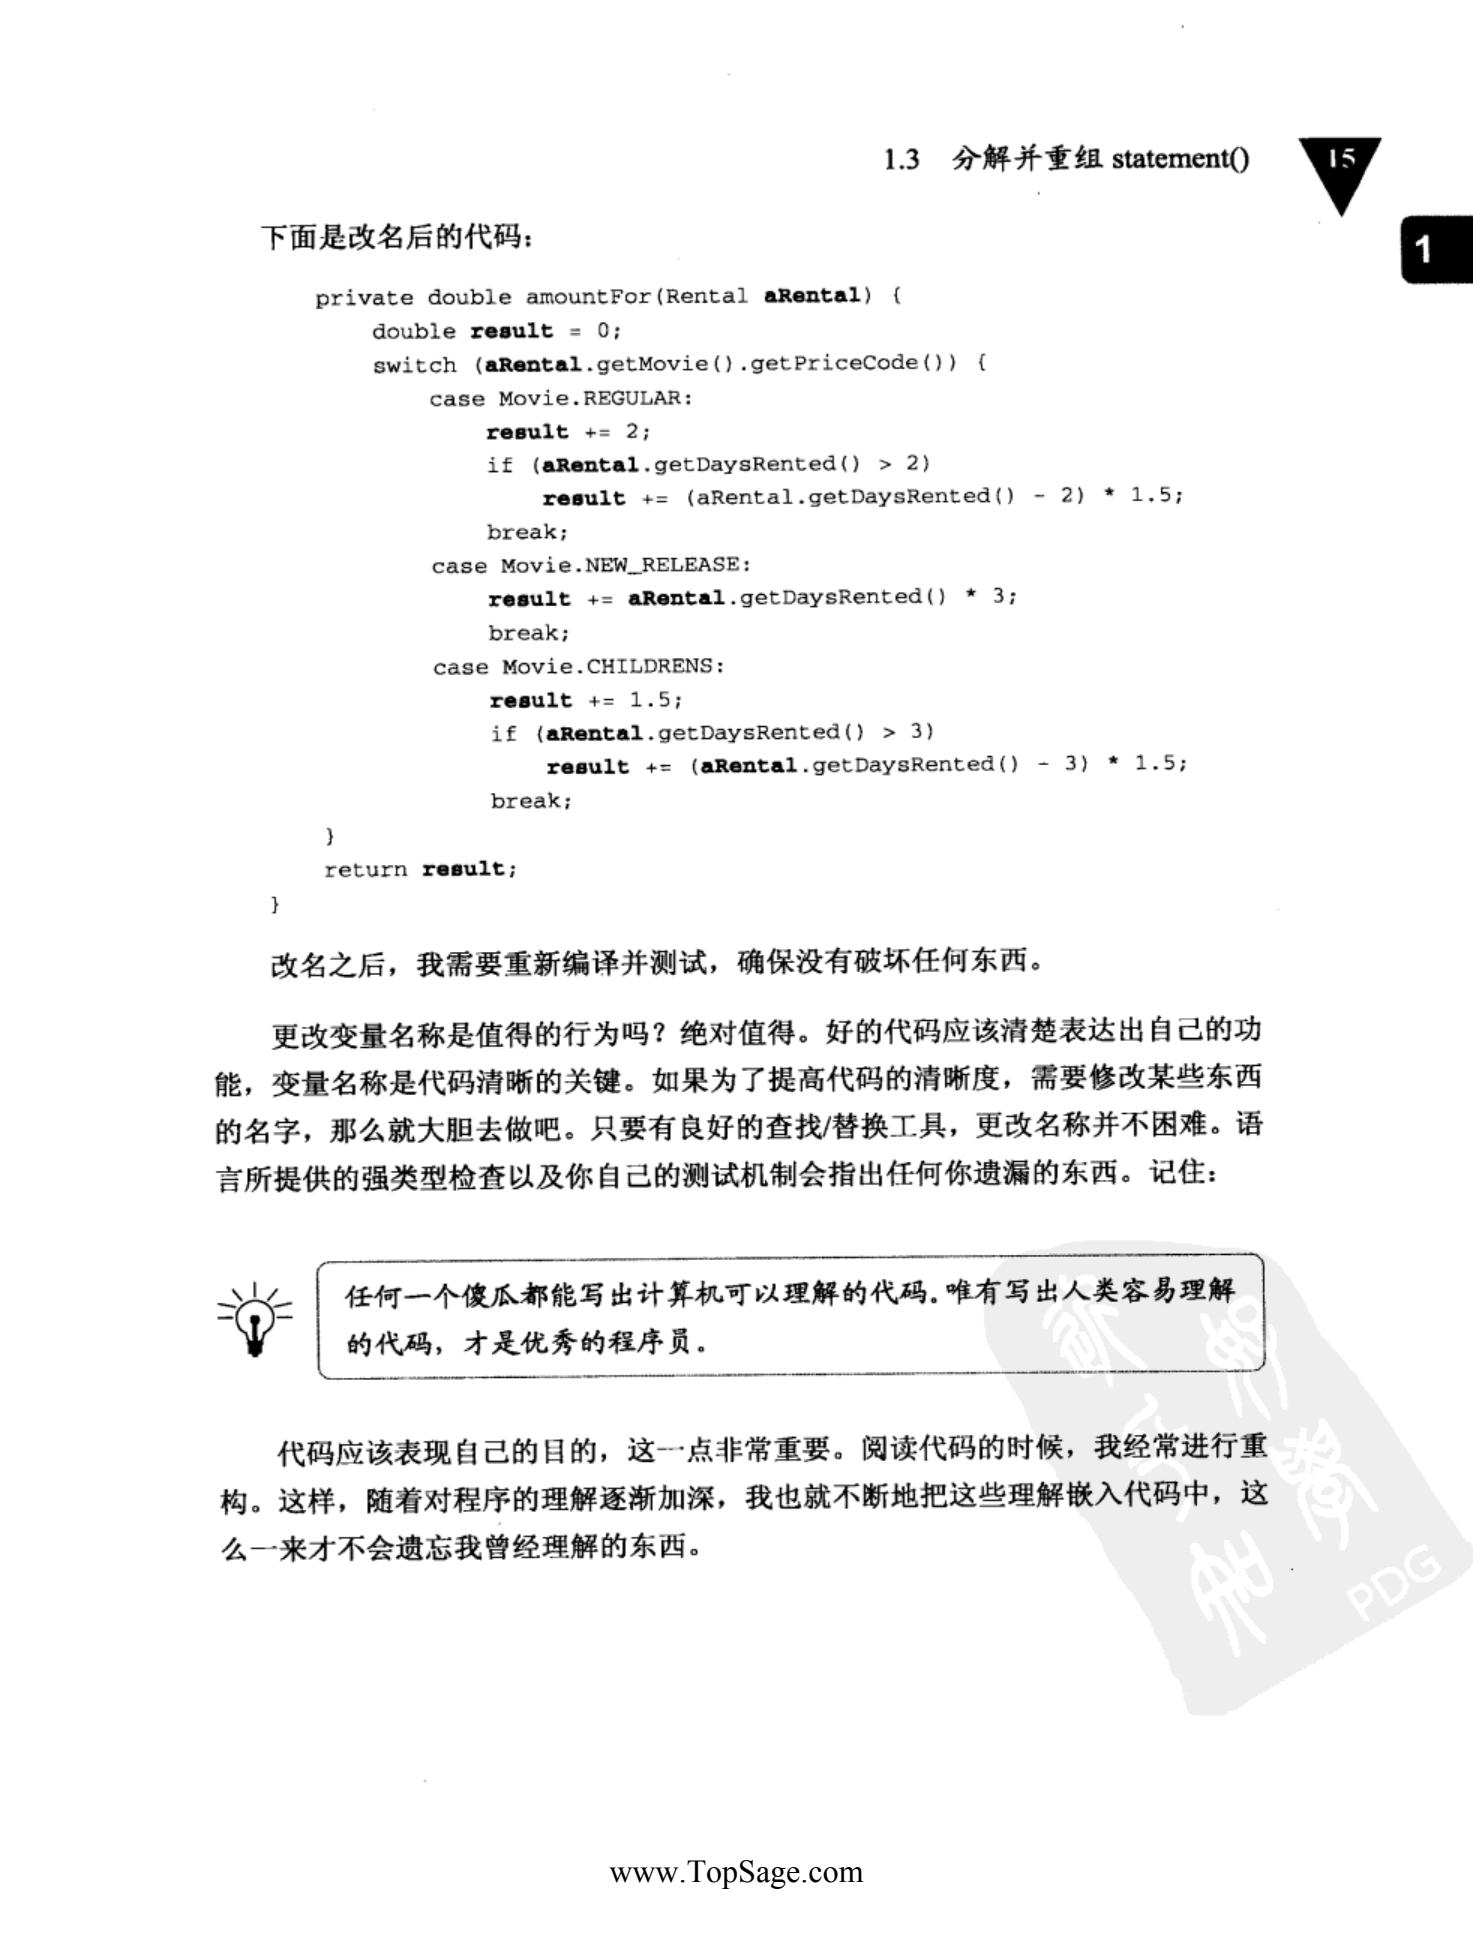 1.3 分解并重组 statement() 15
1
下面是改名后的代码：
private double amountFor(Rental aRental) {
double result = 0;
switch (aRental.getMovie().getPriceCode()) {
case Movie.REGULAR:
result += 2;
if (aRental.getDaysRented() > 2)
result += (aRental.getDaysRented() - 2) * 1.5;
break;
case Movie.NEW_RELEASE:
result += aRental.getDaysRented() * 3;
break;
case Movie.CHILDRENS:
result += 1.5;
if (aRental.getDaysRented() > 3)
result += (aRental.getDaysRented() - 3) * 1.5;
break;
}
return result;
}
改名之后，我需要重新编译并测试，确保没有破坏任何东西。
更改变量名称是值得的行为吗？绝对值得。好的代码应该清楚表达出自己的功
能，变量名称是代码清晰的关键。如果为了提高代码的清晰度，需要修改某些东西
的名字，那么就大胆去做吧。只要有良好的查找/替换工具，更改名称并不困难。语
言所提供的强类型检查以及你自己的测试机制会指出任何你遗漏的东西。记住：
任何一个傻瓜都能写出计算机可以理解的代码。唯有写出人类容易理解
的代码，才是优秀的程序员。
代码应该表现自己的目的，这一点非常重要。阅读代码的时候，我经常进行重
构。这样，随着对程序的理解逐渐加深，我也就不断地把这些理解嵌入代码中，这
么一来才不会遗忘我曾经理解的东西。
PDG
www.TopSage.com